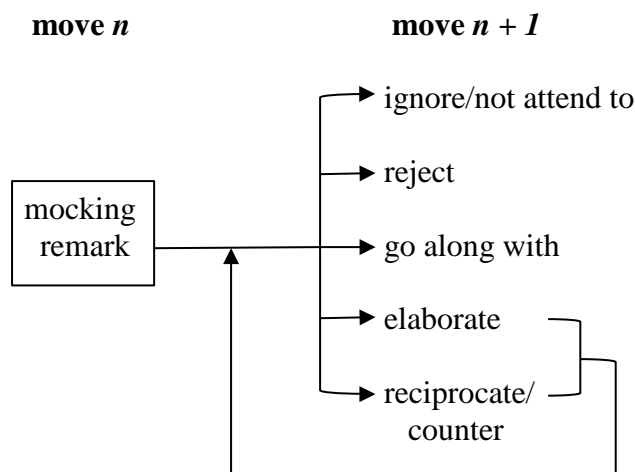 move n move n + 1
ignore/not attend to
reject
mocking
remark
go along with
elaborate
reciprocate/
counter